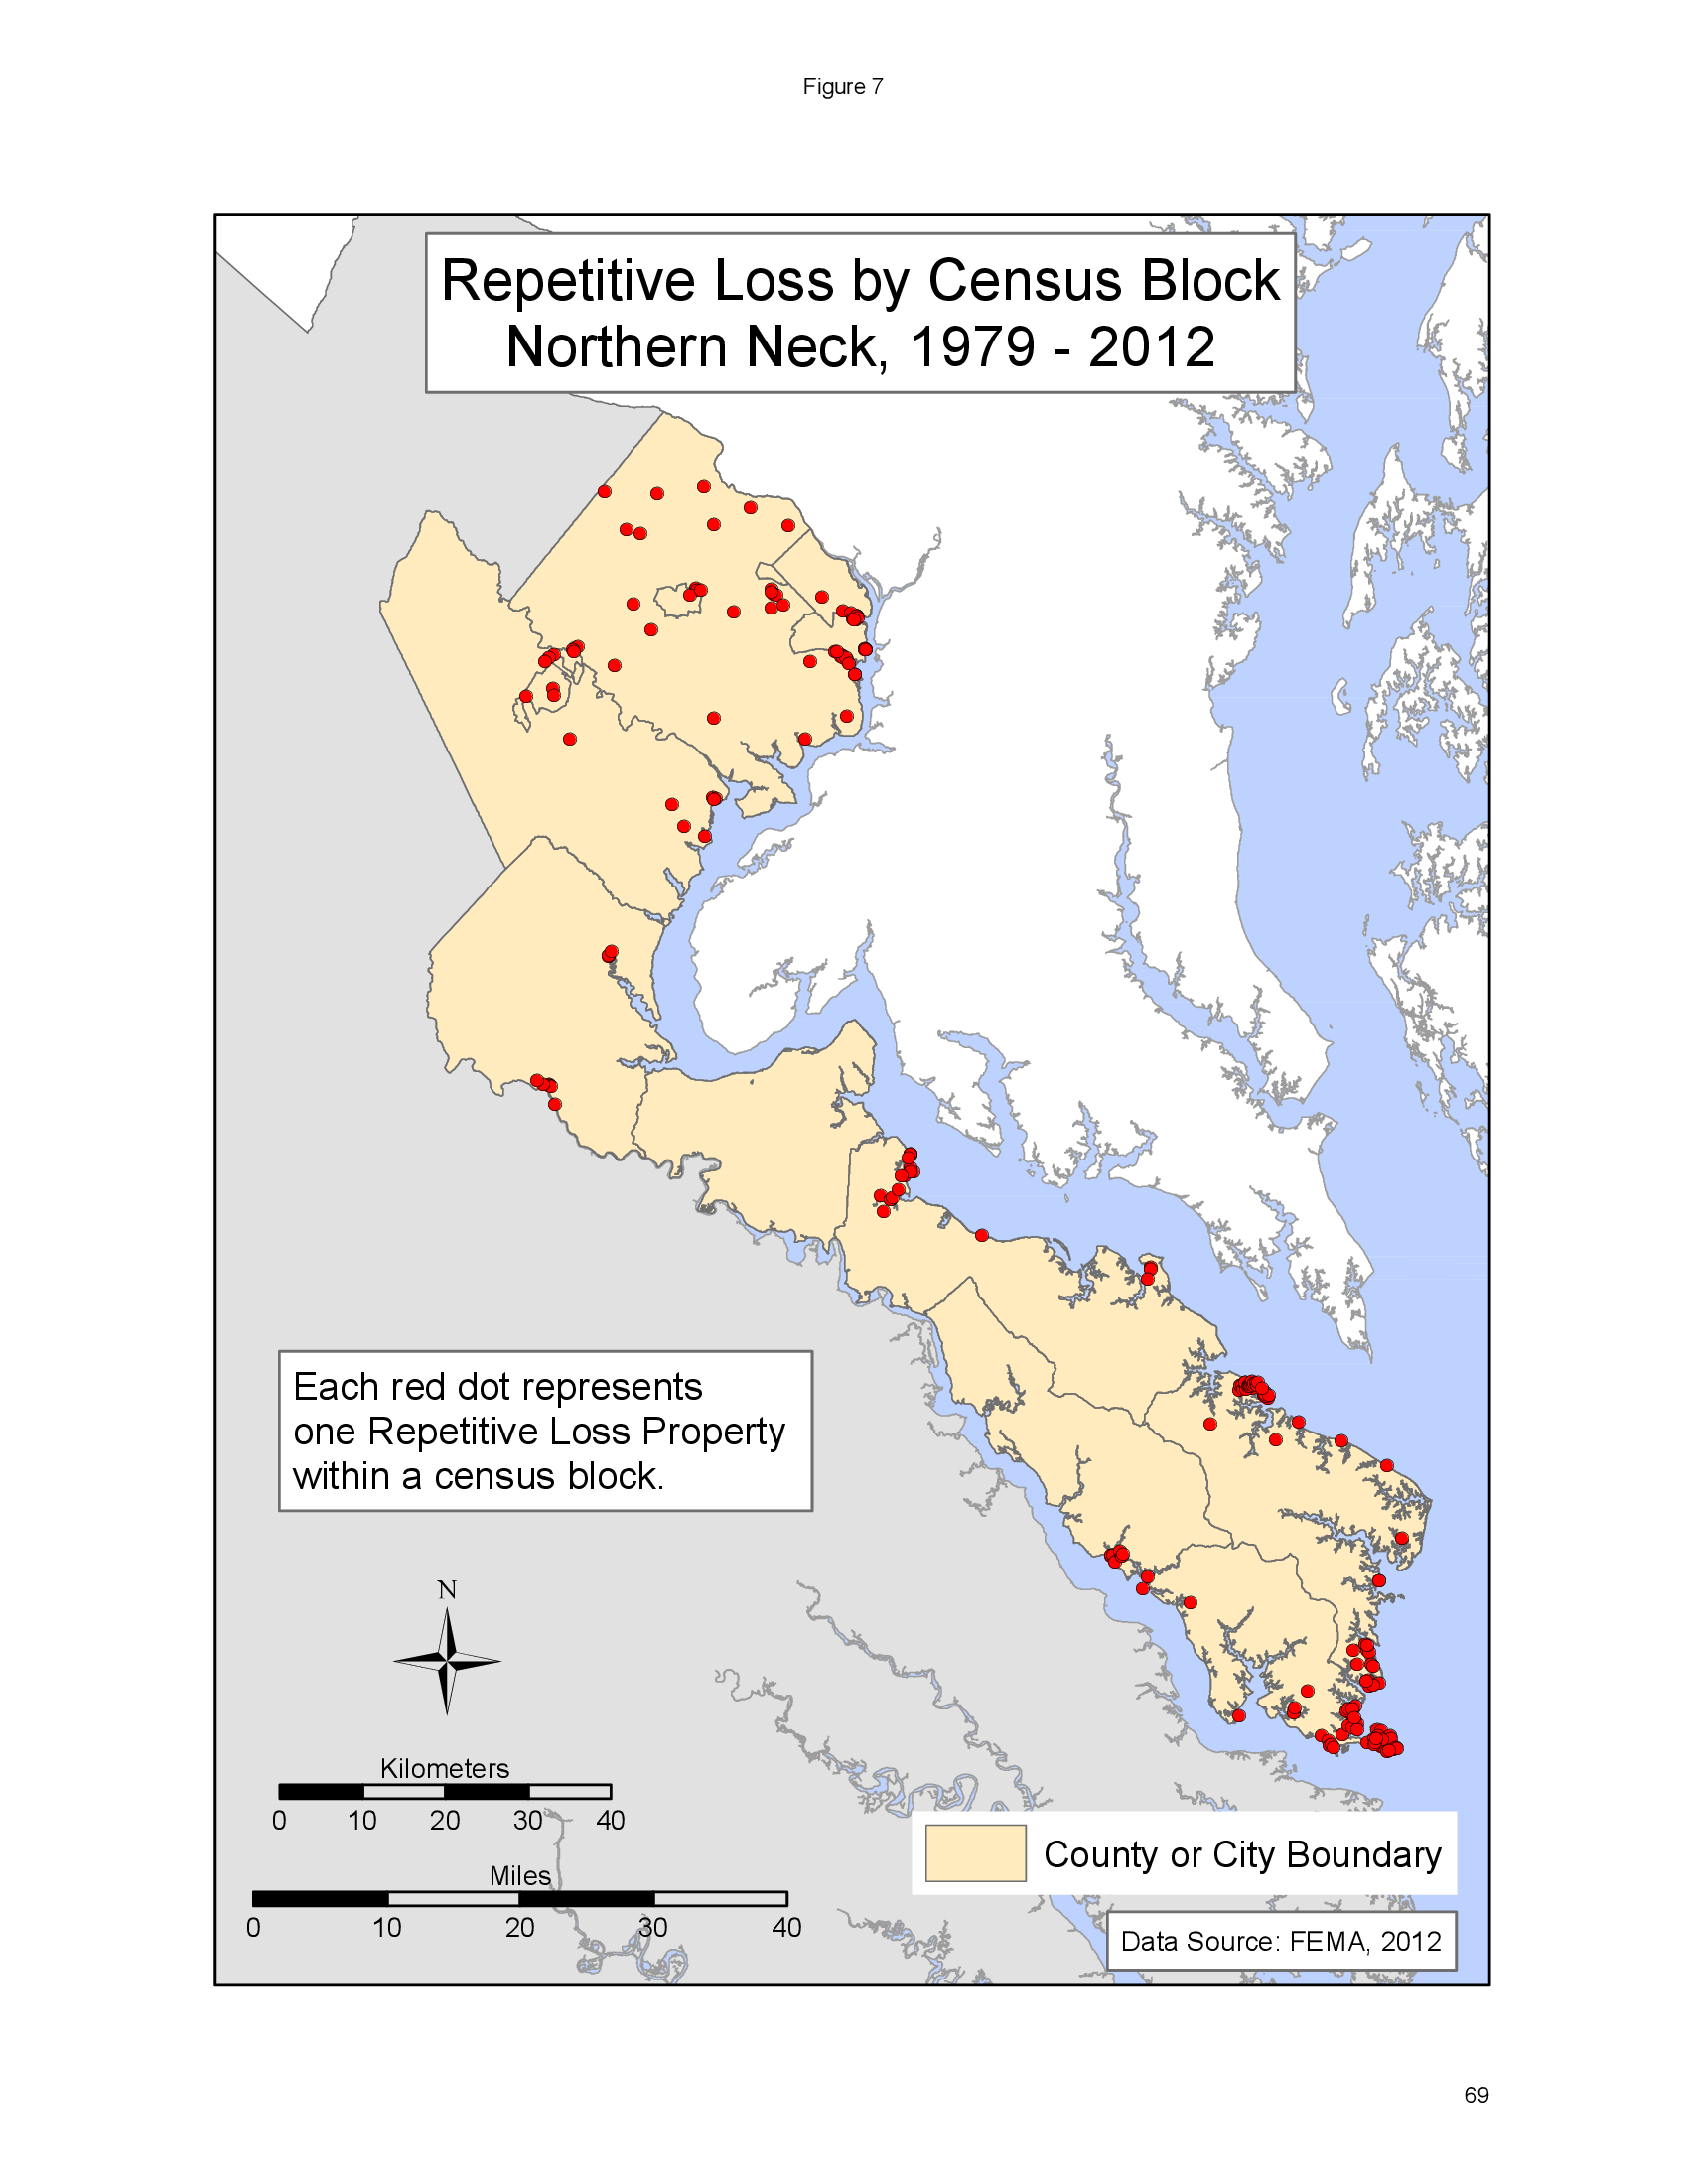 Figure 7
Repetitive Loss by Census Block
Northern Neck, 1979 - 2012
Each red dot represents
one Repetitive Loss Property
within a census block.
N
Kilometers
0 10 20 30 40
Miles
0 10 20 30 40
County or City Boundary
Data Source: FEMA, 2012
69